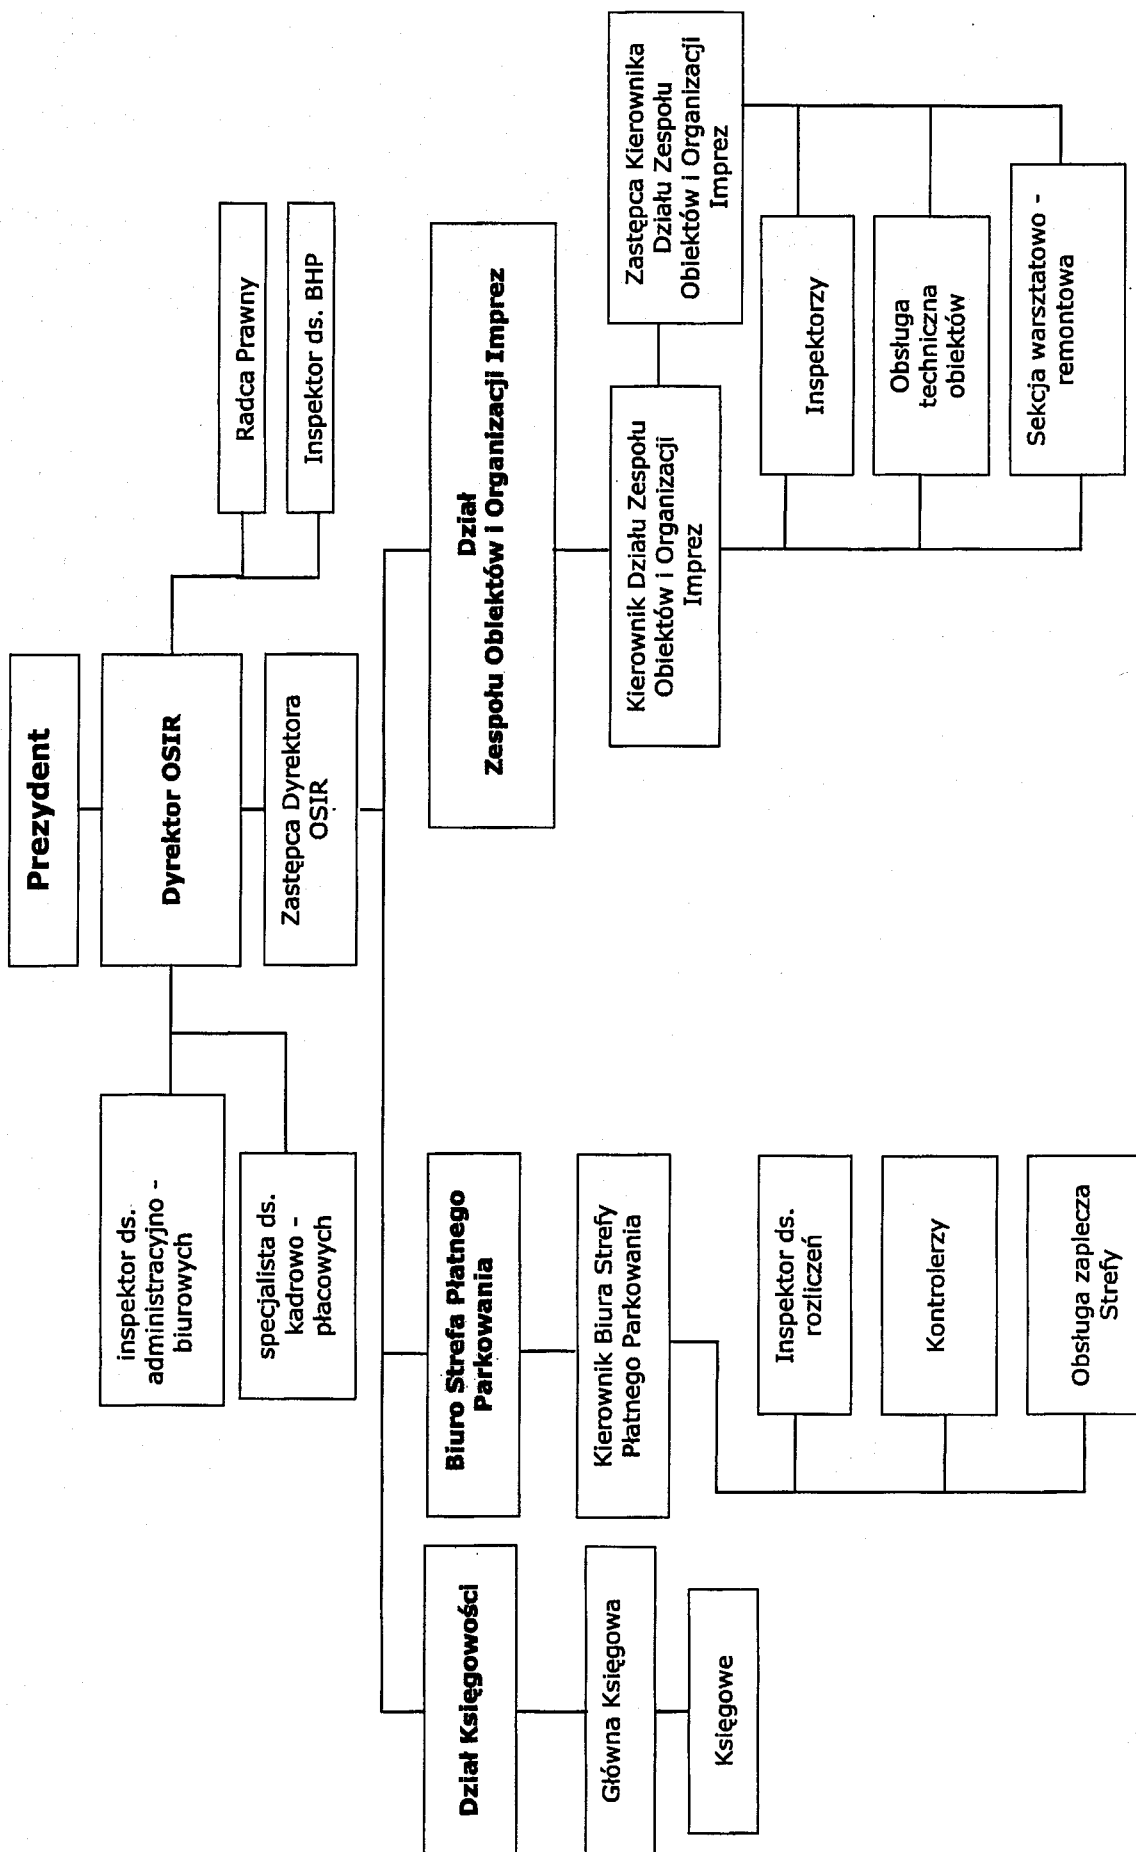 Prezydent
Dyrektor OSIR
Zastępca Dyrektora
OSIR
inspektor ds.
administracyjno -
biurowych
specjalista ds.
kadrowo -
płacowych
Radca Prawny
Inspektor ds. BHP
Dział Księgowości
Główna Księgowa
Księgowe
Biuro Strefa Płatnego
Parkowania
Kierownik Biura Strefy
Płatnego Parkowania
Inspektor ds.
rozliczeń
Kontrolerzy
Obsługa zaplecza
Strefy
Dział
Zespołu Obiektów i Organizacji Imprez
Kierownik Działu Zespołu
Obiektów i Organizacji
Imprez
Zastępca Kierownika
Działu Zespołu
Obiektów i Organizacji
Imprez
Inspektorzy
Obsługa
techniczna
obiektów
Sekcja warsztatowo -
remontowa